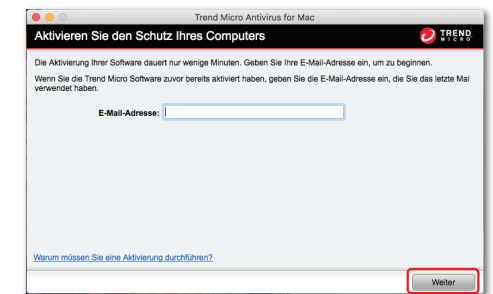 Trend Micro Antivirus for Mac
Aktivieren Sie den Schutz Ihres Computers
TREND
MICRO
Die Aktivierung Ihrer Software dauert nur wenige Minuten. Geben Sie Ihre E-Mail-Adresse ein, um zu beginnen.
Wenn Sie die Trend Micro Software zuvor bereits aktiviert haben, geben Sie die E-Mail-Adresse ein, die Sie das letzte Mal
verwendet haben.
E-Mail-Adresse:
Warum müssen Sie eine Aktivierung durchführen?
Weiter